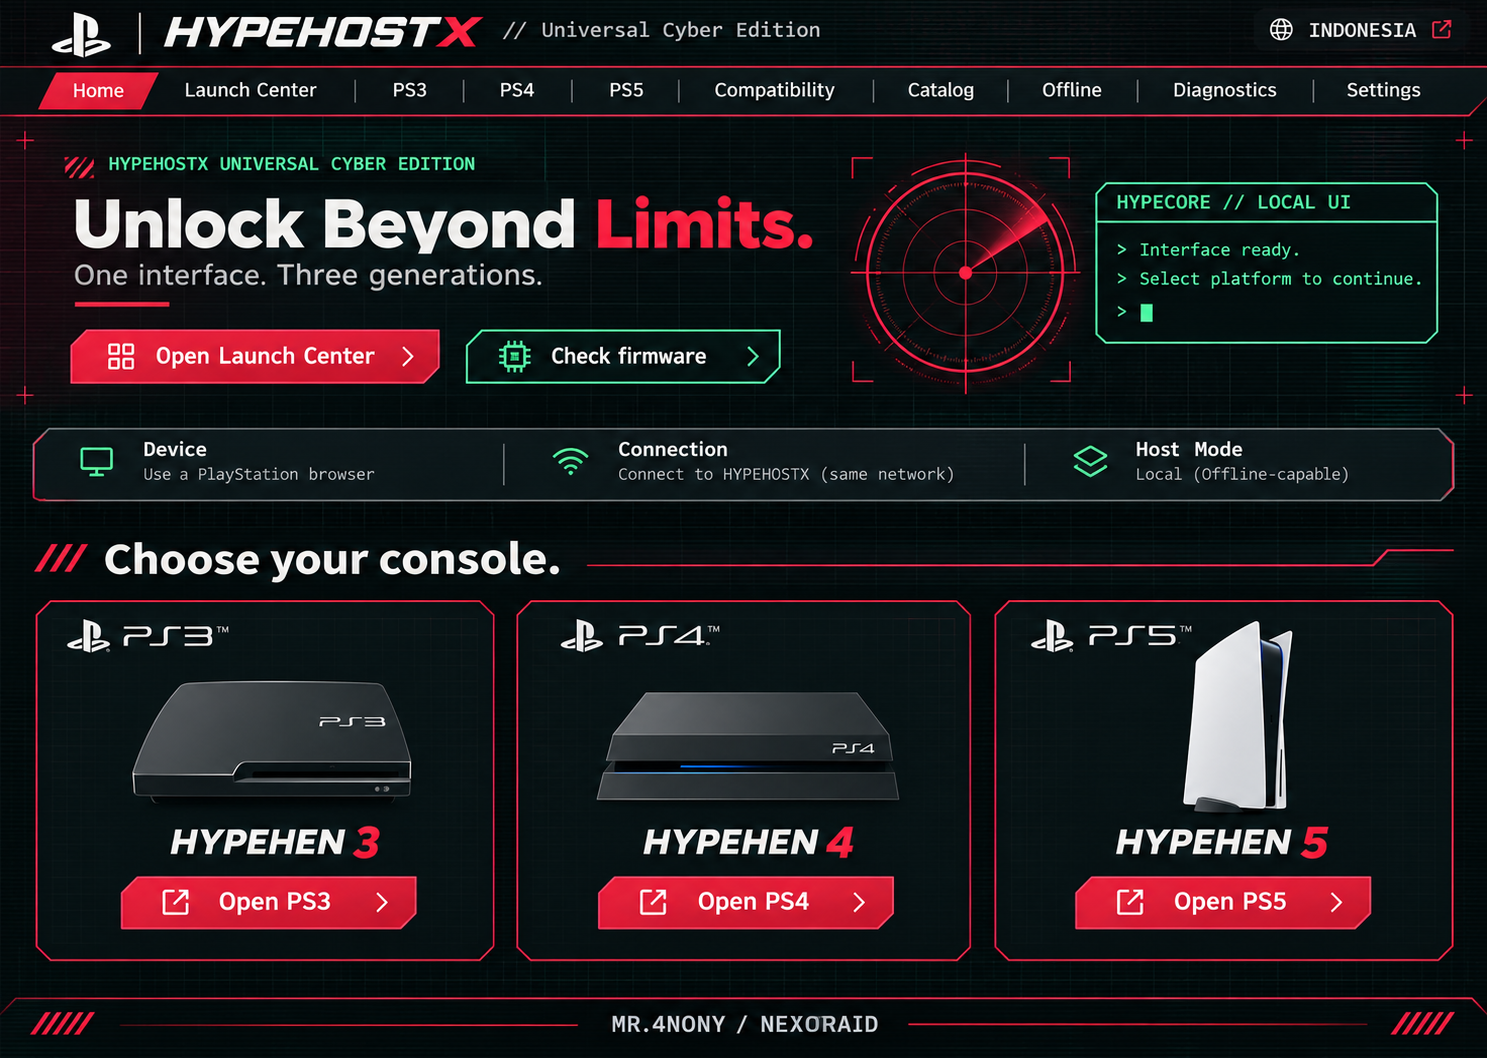 HYPEHOSTX // Universal Cyber Edition
INDONESIA
Home
Launch Center
PS3
PS4
PS5
Compatibility
Catalog
Offline
Diagnostics
Settings
HYPEHOSTX UNIVERSAL CYBER EDITION
Unlock Beyond Limits.
One interface. Three generations.
Open Launch Center
Check firmware
HYPECORE // LOCAL UI
> Interface ready.
> Select platform to continue.
>
Device
Use a PlayStation browser
Connection
Connect to HYPEHOSTX (same network)
Host Mode
Local (Offline-capable)
/// Choose your console.
PS3™
PS3
HYPEHEN 3
Open PS3
PS4™
PS4
HYPEHEN 4
Open PS4
PS5™
HYPEHEN 5
Open PS5
MR.4NONY / NEXORAID